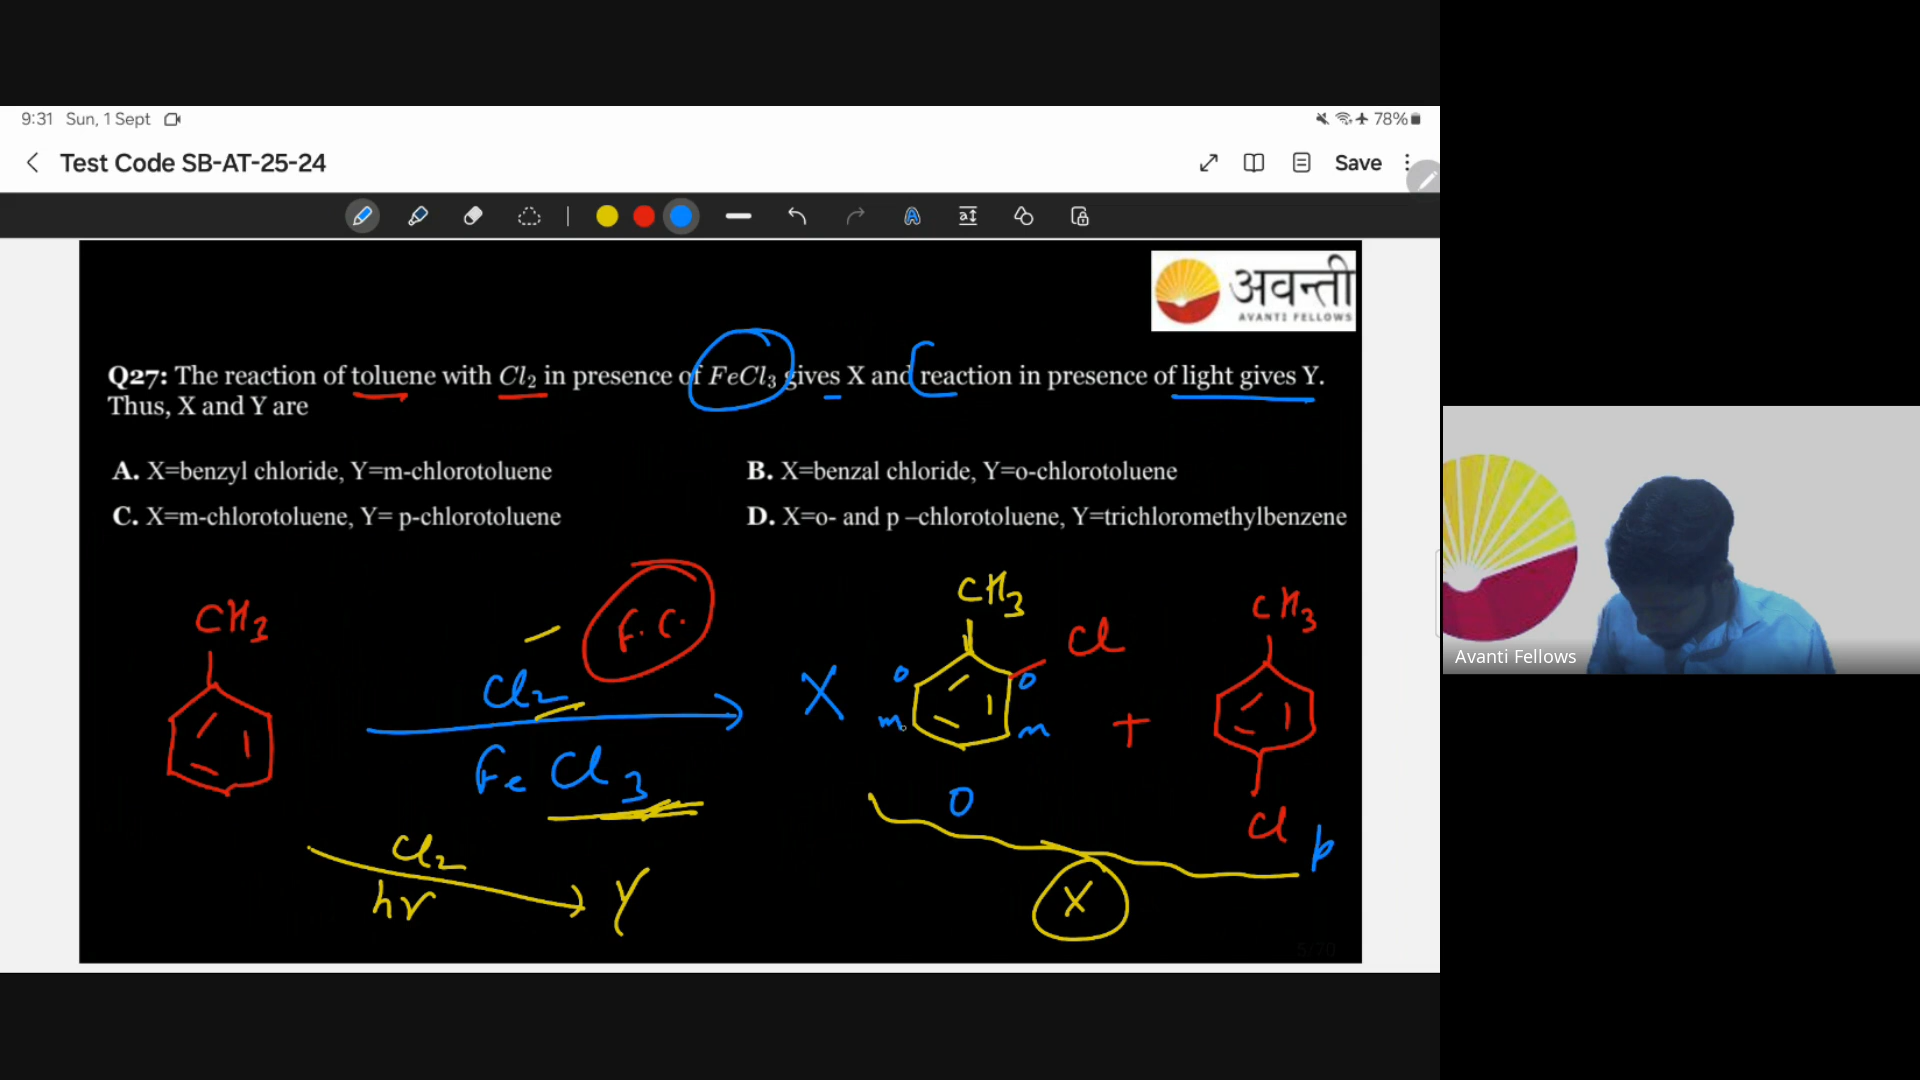 9:31 Sun, 1 Sept 78%
Test Code SB-AT-25-24
Save
अवन्ती
AVANTI FELLOWS
Q27: The reaction of toluene with Cl₂ in presence of FeCl₃ gives X and reaction in presence of light gives Y.
Thus, X and Y are
A. X=benzyl chloride, Y=m-chlorotoluene
B. X=benzal chloride, Y=o-chlorotoluene
C. X=m-chlorotoluene, Y= p-chlorotoluene
D. X=o- and p –chlorotoluene, Y=trichloromethylbenzene
CH₃
Cl₂
F.C.
FeCl₃
X
CH₃
Cl
o
o
m
m
o
+
CH₃
Cl
p
X
Cl₂
hν
Y
5/70
Avanti Fellows